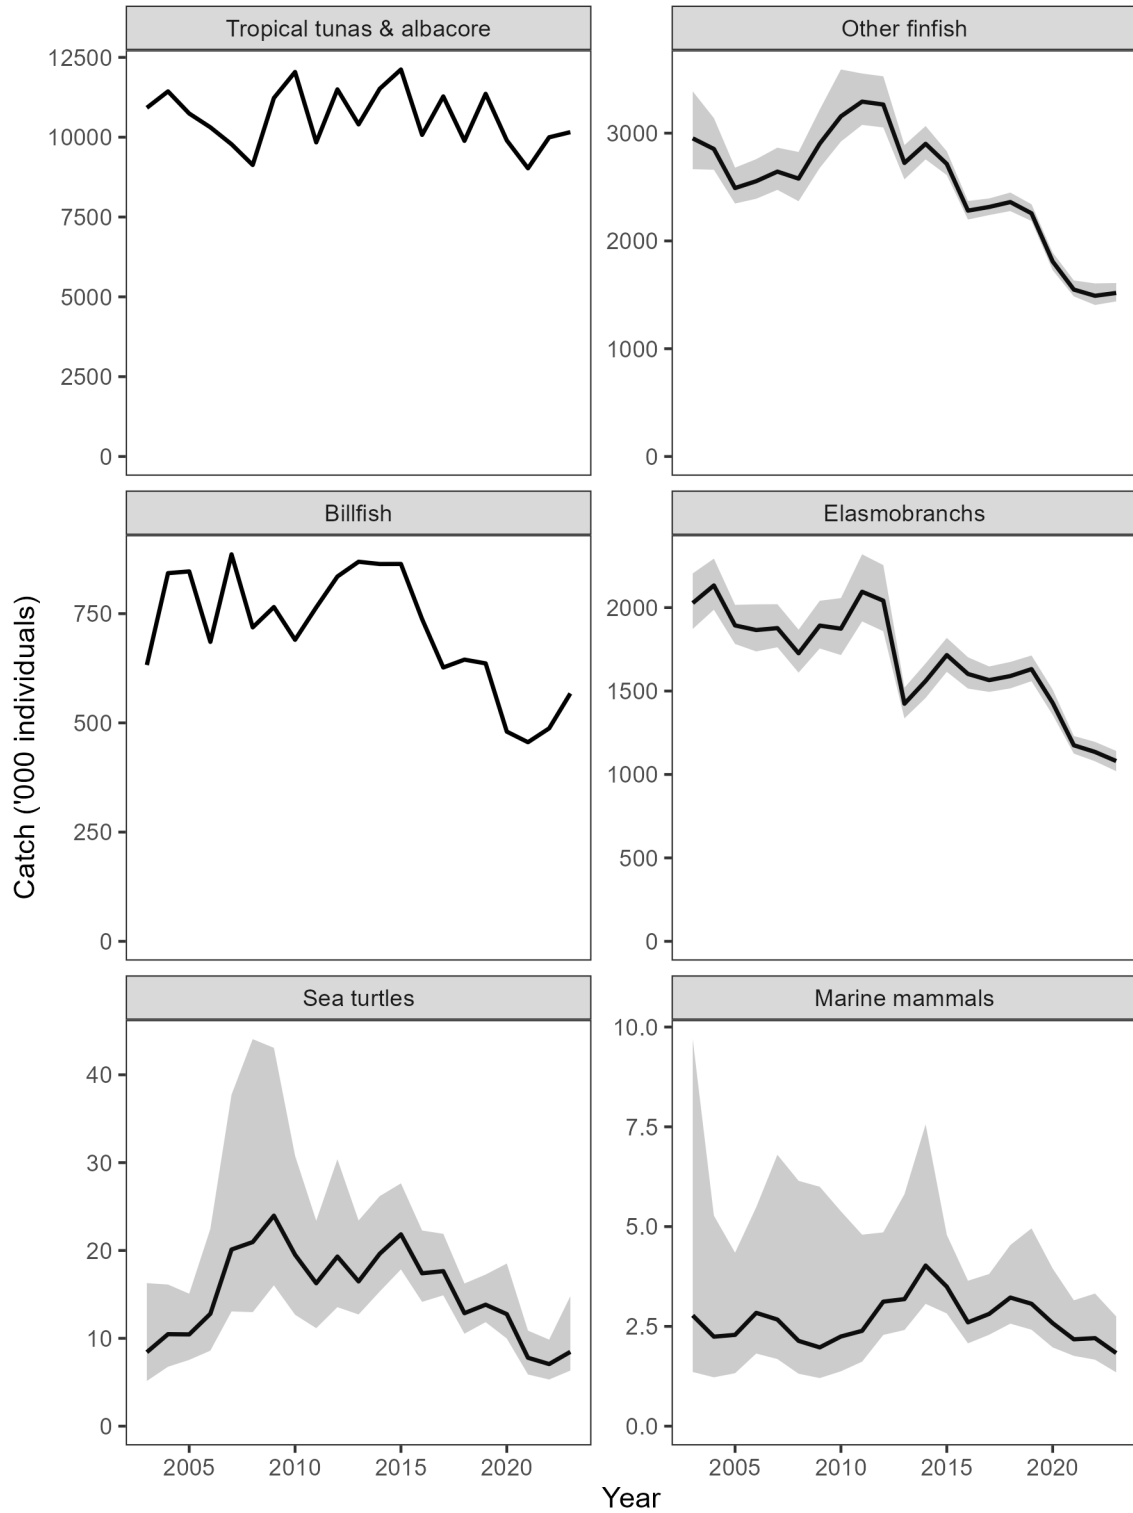 Tropical tunas & albacore
Other finfish
12500
10000
7500
5000
2500
0
3000
2000
1000
0
Billfish
Elasmobranchs
750
500
250
0
2000
1500
1000
500
0
Sea turtles
Marine mammals
40
30
20
10
0
10.0
7.5
5.0
2.5
0.0
2005 2010 2015 2020
2005 2010 2015 2020
Year
Catch ('000 individuals)